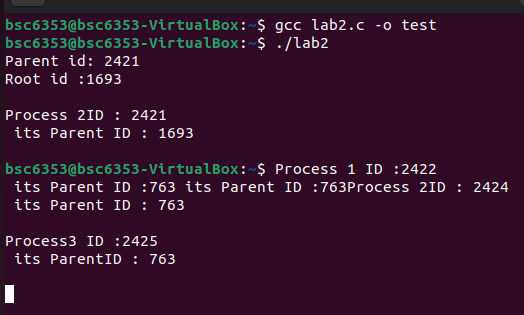 bsc6353@bsc6353-VirtualBox:~$ gcc lab2.c -o test
bsc6353@bsc6353-VirtualBox:~$ ./lab2
Parent id: 2421
Root id :1693
Process 2ID : 2421
its Parent ID : 1693
bsc6353@bsc6353-VirtualBox:~$ Process 1 ID :2422
its Parent ID :763 its Parent ID :763Process 2ID : 2424
its Parent ID : 763
Process3 ID :2425
its ParentID : 763